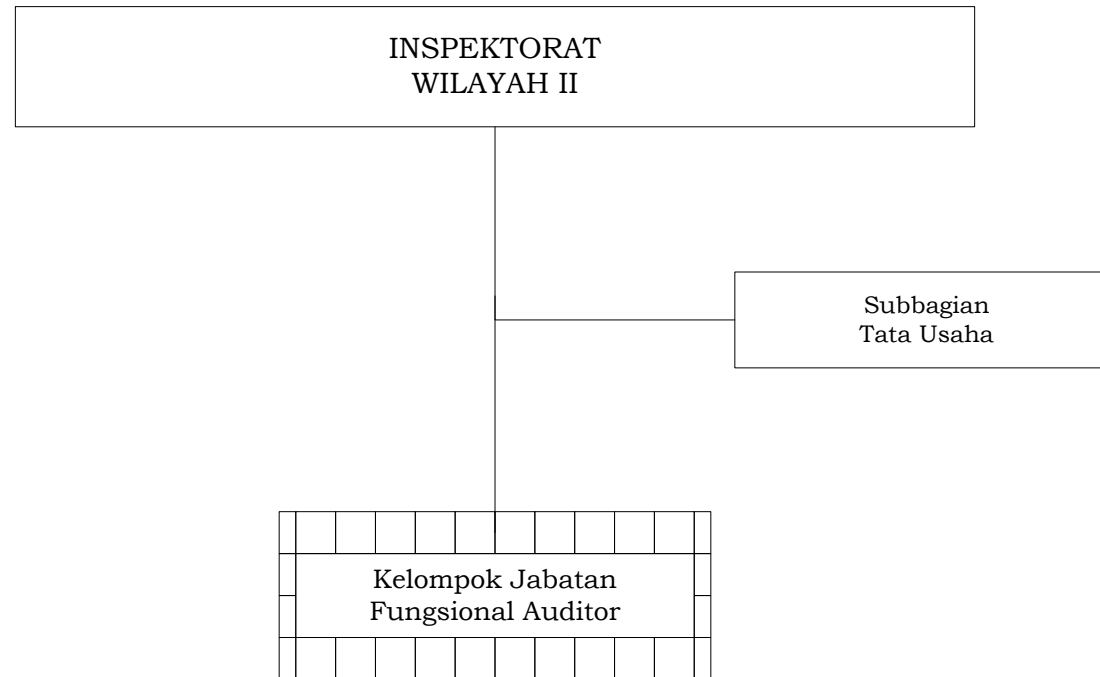 INSPEKTORAT
WILAYAH II
Subbagian
Tata Usaha
Kelompok Jabatan
Fungsional Auditor